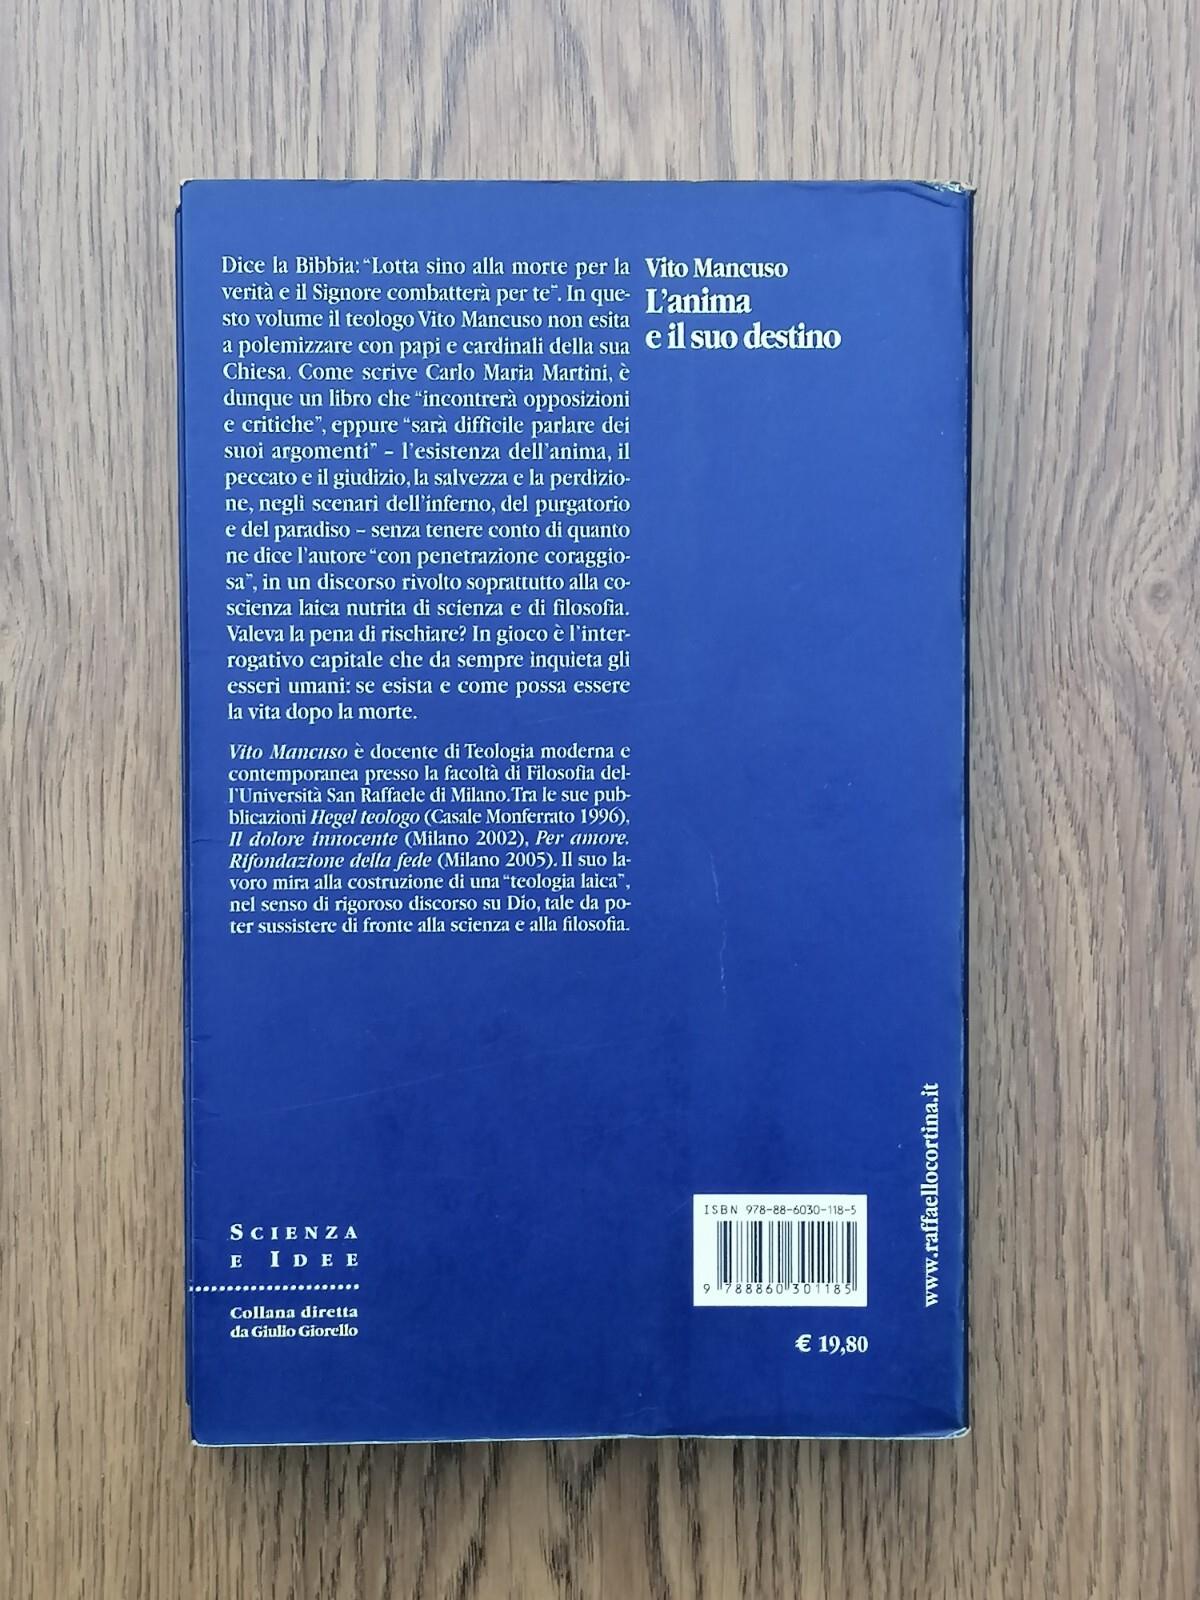 Dice la Bibbia: “Lotta sino alla morte per la
verità e il Signore combatterà per te”. In que-
sto volume il teologo Vito Mancuso non esita
a polemizzare con papi e cardinali della sua
Chiesa. Come scrive Carlo Maria Martini, è
dunque un libro che “incontrerà opposizioni
e critiche”, eppure “sarà difficile parlare dei
suoi argomenti” – l’esistenza dell’anima, il
peccato e il giudizio, la salvezza e la perdizio-
ne, negli scenari dell’inferno, del purgatorio
e del paradiso – senza tenere conto di quanto
ne dice l’autore “con penetrazione coraggio-
sa”, in un discorso rivolto soprattutto alla co-
scienza laica nutrita di scienza e di filosofia.
Valeva la pena di rischiare? In gioco è l’inter-
rogativo capitale che da sempre inquieta gli
esseri umani: se esista e come possa essere
la vita dopo la morte.
Vito Mancuso è docente di Teologia moderna e
contemporanea presso la facoltà di Filosofia del-
l’Università San Raffaele di Milano. Tra le sue pub-
blicazioni Hegel teologo (Casale Monferrato 1996),
Il dolore innocente (Milano 2002), Per amore.
Rifondazione della fede (Milano 2005). Il suo la-
voro mira alla costruzione di una “teologia laica”,
nel senso di rigoroso discorso su Dio, tale da po-
ter sussistere di fronte alla scienza e alla filosofia.
Vito Mancuso
L’anima
e il suo destino
SCIENZA
E IDEE
Collana diretta
da Giulio Giorello
ISBN 978-88-6030-118-5
9 788860 301185
€ 19,80
www.raffaellocortina.it